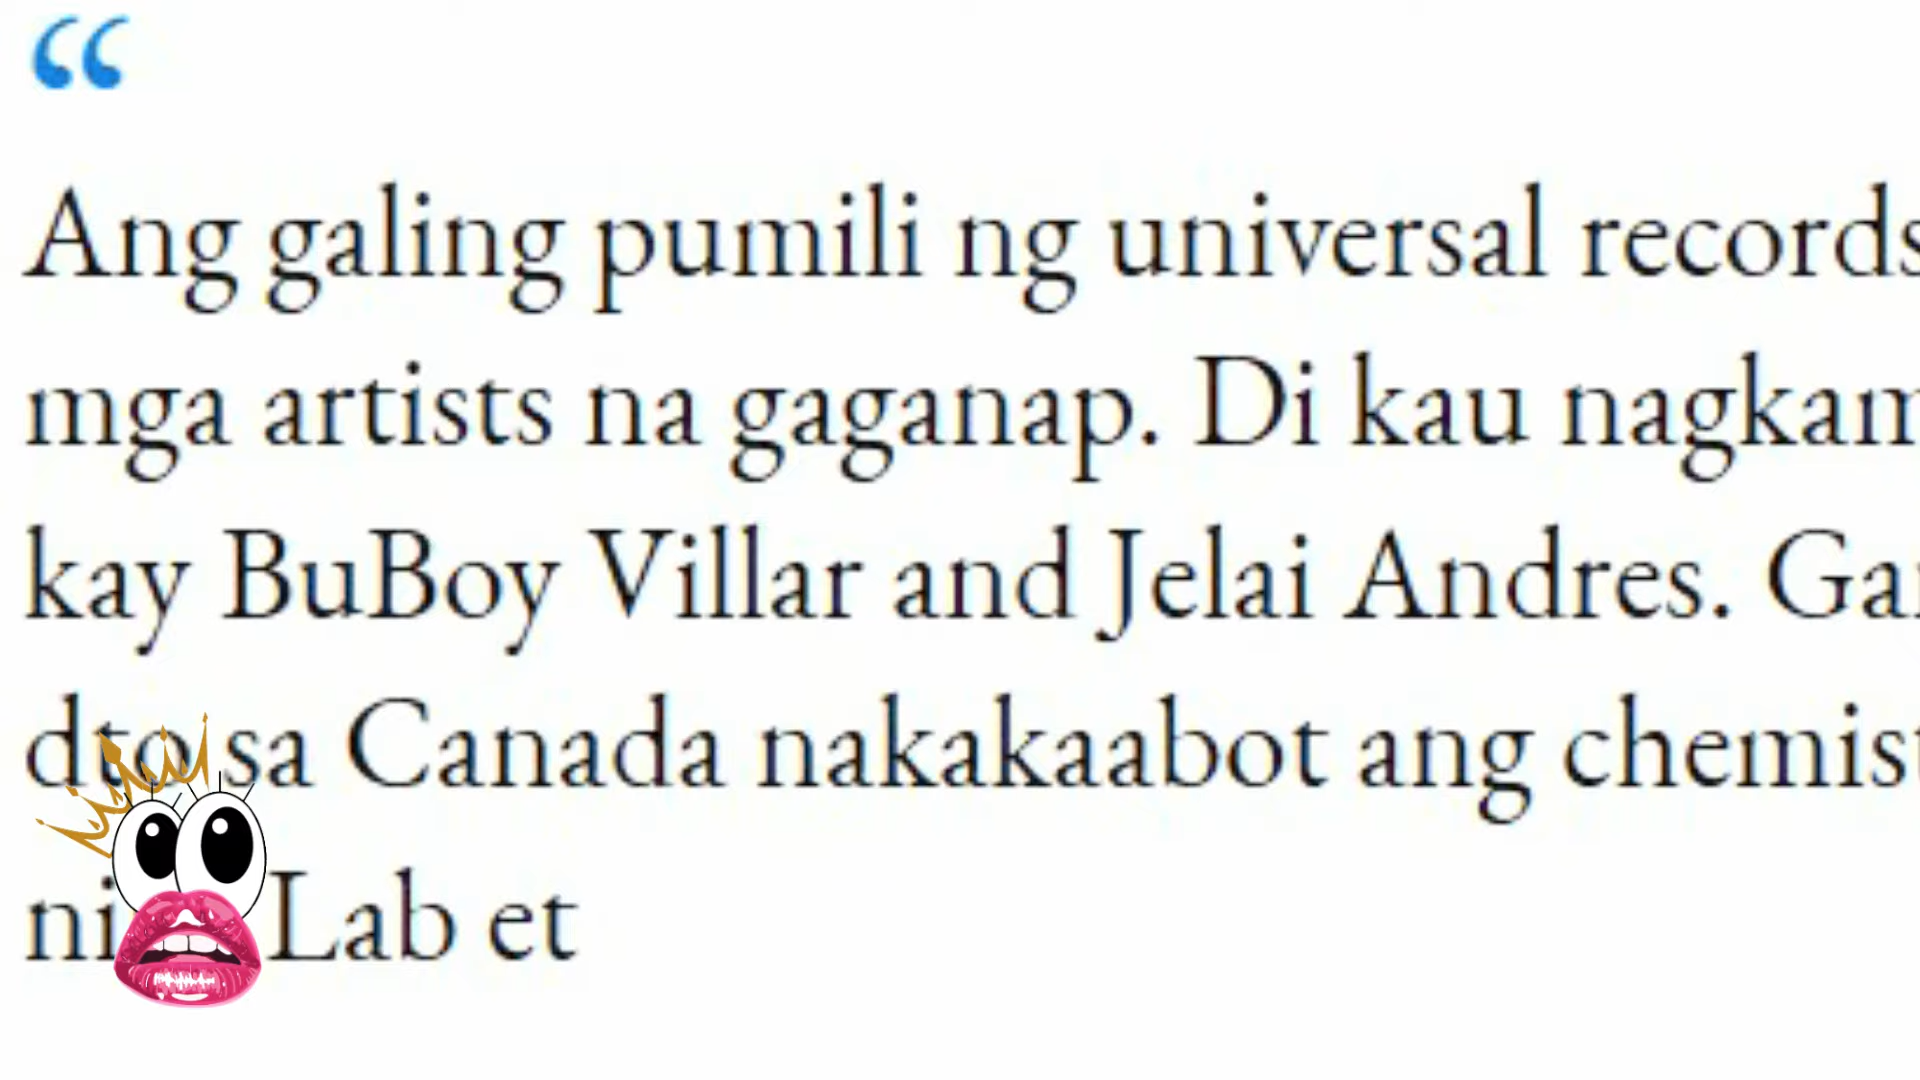 “
Ang galing pumili ng universal records
mga artists na gaganap. Di kau
kay BuBoy Villar and Jelai Andres.
dto sa Canada nakakaabot ang
Lab et